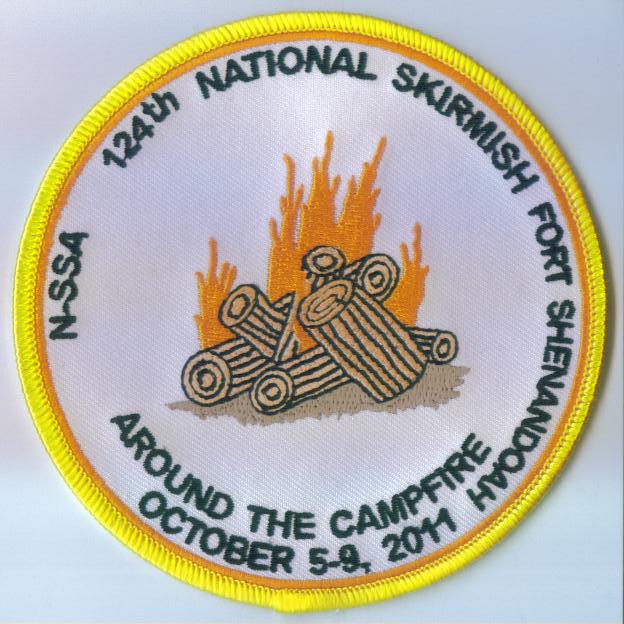 N-SSA 124th NATIONAL SKIRMISH FORT SHENANDOAH
AROUND THE CAMPFIRE
OCTOBER 5-9, 2011